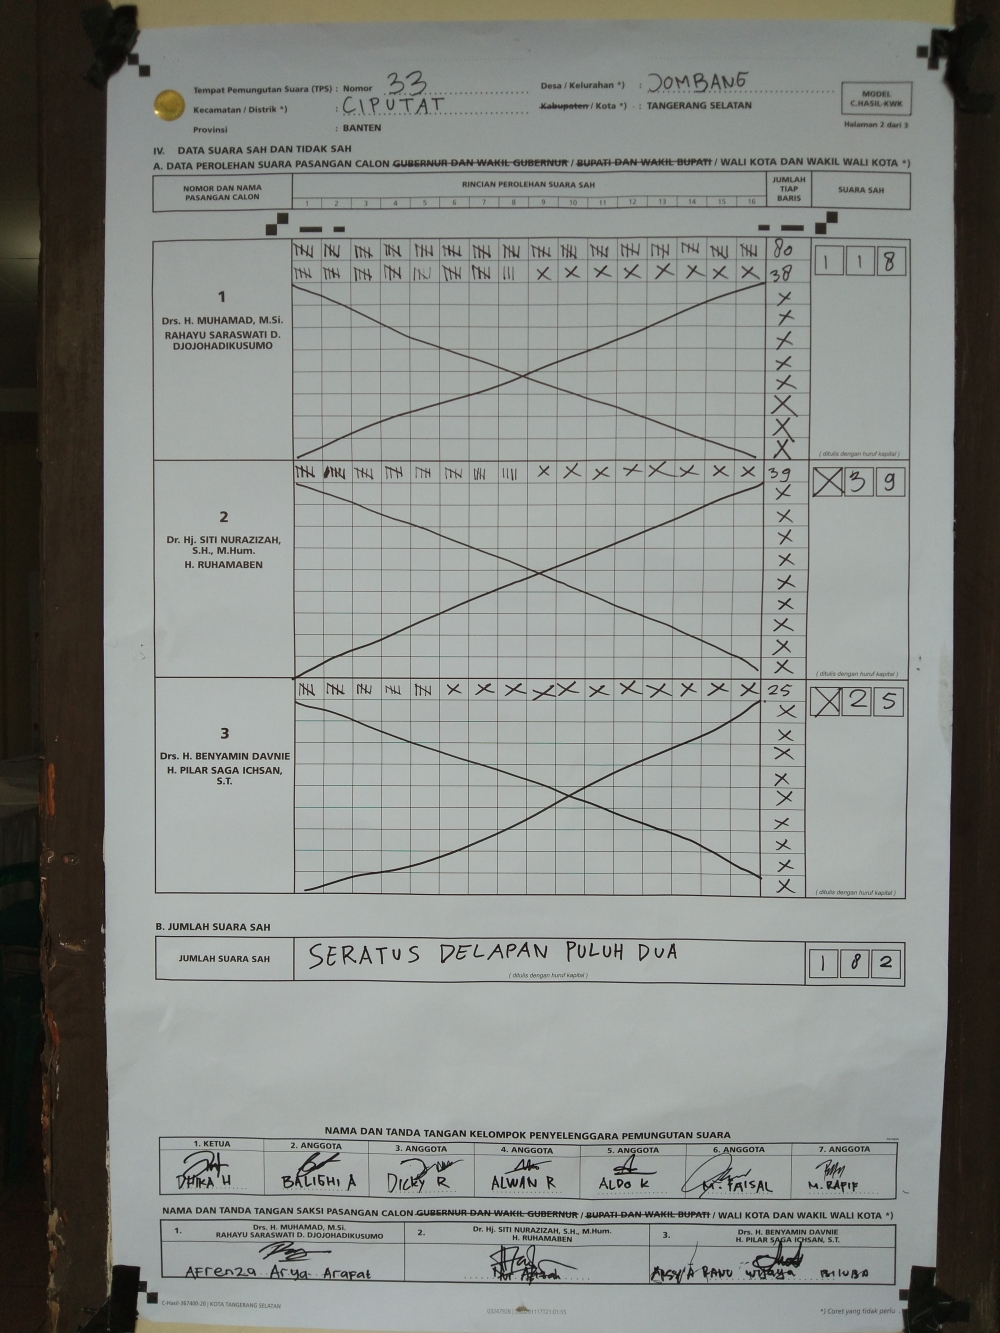 Tempat Pemungutan Suara (TPS) : Nomor 33 Desa / Kelurahan *) : JOMBANG
Kecamatan / Distrik *) : CIPUTAT Kabupaten / Kota *) : TANGERANG SELATAN
Provinsi : BANTEN
MODEL
C.HASIL-KWK
Halaman 2 dari 3
IV. DATA SUARA SAH DAN TIDAK SAH
A. DATA PEROLEHAN SUARA PASANGAN CALON GUBERNUR DAN WAKIL GUBERNUR / BUPATI DAN WAKIL BUPATI / WALI KOTA DAN WAKIL WALI KOTA *)
NOMOR DAN NAMA
PASANGAN CALON
RINCIAN PEROLEHAN SUARA SAH
1 2 3 4 5 6 7 8 9 10 11 12 13 14 15 16
JUMLAH
TIAP
BARIS
SUARA SAH
80
38
1 1 8
1
Drs. H. MUHAMAD, M.Si.
RAHAYU SARASWATI D.
DJOJOHADIKUSUMO
( ditulis dengan huruf kapital )
39
X 3 9
2
Dr. Hj. SITI NURAZIZAH,
S.H., M.Hum.
H. RUHAMABEN
( ditulis dengan huruf kapital )
25
X 2 5
3
Drs. H. BENYAMIN DAVNIE
H. PILAR SAGA ICHSAN,
S.T.
( ditulis dengan huruf kapital )
B. JUMLAH SUARA SAH
JUMLAH SUARA SAH SERATUS DELAPAN PULUH DUA 1 8 2
( ditulis dengan huruf kapital )
NAMA DAN TANDA TANGAN KELOMPOK PENYELENGGARA PEMUNGUTAN SUARA
1. KETUA 2. ANGGOTA 3. ANGGOTA 4. ANGGOTA 5. ANGGOTA 6. ANGGOTA 7. ANGGOTA
DHIKA H BALIGHI A DICKY R ALWAN R ALDO K M. FAISAL M. RAFIF
NAMA DAN TANDA TANGAN SAKSI PASANGAN CALON GUBERNUR DAN WAKIL GUBERNUR / BUPATI DAN WAKIL BUPATI / WALI KOTA DAN WAKIL WALI KOTA *)
1. Drs. H. MUHAMAD, M.Si.
RAHAYU SARASWATI D. DJOJOHADIKUSUMO
2. Dr. Hj. SITI NURAZIZAH, S.H., M.Hum.
H. RUHAMABEN
3. Drs. H. BENYAMIN DAVNIE
H. PILAR SAGA ICHSAN, S.T.
Afrenza Arya Arafat
C-Hasil-367400-20 | KOTA TANGERANG SELATAN
*) Coret yang tidak perlu